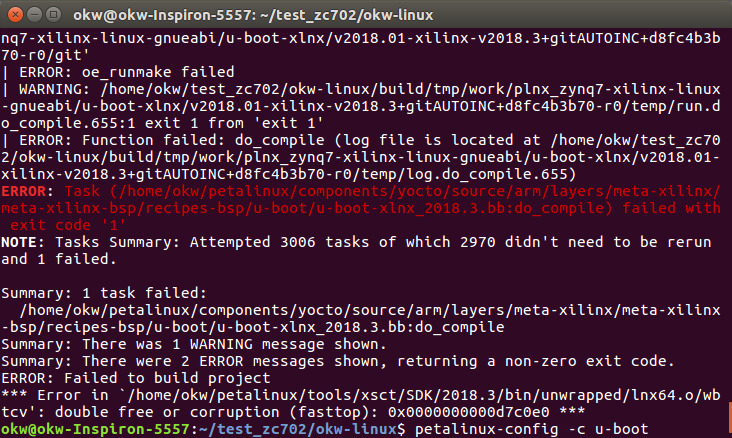 okw@okw-Inspiron-5557: ~/test_zc702/okw-linux
nq7-xilinx-linux-gnueabi/u-boot-xlnx/v2018.01-xilinx-v2018.3+gitAUTOINC+d8fc4b3b
70-r0/git'
| ERROR: oe_runmake failed
| WARNING: /home/okw/test_zc702/okw-linux/build/tmp/work/plnx_zynq7-xilinx-linux
-gnueabi/u-boot-xlnx/v2018.01-xilinx-v2018.3+gitAUTOINC+d8fc4b3b70-r0/temp/run.d
o_compile.655:1 exit 1 from 'exit 1'
| ERROR: Function failed: do_compile (log file is located at /home/okw/test_zc70
2/okw-linux/build/tmp/work/plnx_zynq7-xilinx-linux-gnueabi/u-boot-xlnx/v2018.01-
xilinx-v2018.3+gitAUTOINC+d8fc4b3b70-r0/temp/log.do_compile.655)
ERROR: Task (/home/okw/petalinux/components/yocto/source/arm/layers/meta-xilinx/
meta-xilinx-bsp/recipes-bsp/u-boot/u-boot-xlnx_2018.3.bb:do_compile) failed with
 exit code '1'
NOTE: Tasks Summary: Attempted 3006 tasks of which 2970 didn't need to be rerun
and 1 failed.

Summary: 1 task failed:
  /home/okw/petalinux/components/yocto/source/arm/layers/meta-xilinx/meta-xilinx
-bsp/recipes-bsp/u-boot/u-boot-xlnx_2018.3.bb:do_compile
Summary: There was 1 WARNING message shown.
Summary: There were 2 ERROR messages shown, returning a non-zero exit code.
ERROR: Failed to build project
*** Error in `/home/okw/petalinux/tools/xsct/SDK/2018.3/bin/unwrapped/lnx64.o/wb
tcv': double free or corruption (fasttop): 0x0000000000d7c0e0 ***
okw@okw-Inspiron-5557:~/test_zc702/okw-linux$ petalinux-config -c u-boot